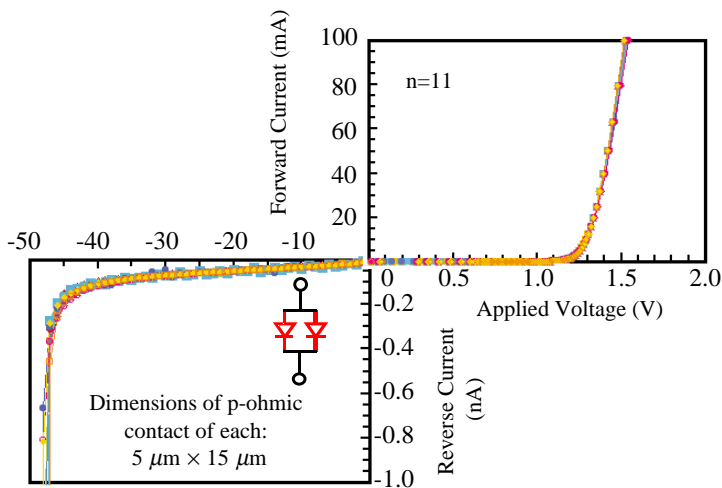 100
80
60
40
20
Forward Current (mA)
n=11
-50
-40
-30
-20
-10
0
0.5
1.0
1.5
2.0
Applied Voltage (V)
-0.2
-0.4
-0.6
-0.8
-1.0
Reverse Current
(nA)
Dimensions of p-ohmic
contact of each:
5 μm × 15 μm